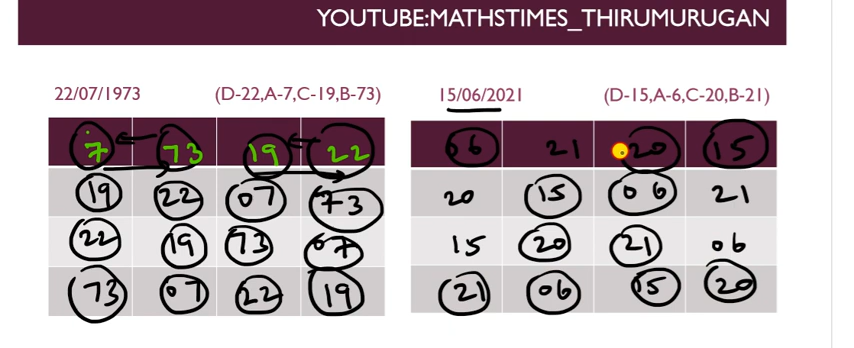 YOUTUBE:MATHSTIMES_THIRUMURUGAN
22/07/1973 (D-22,A-7,C-19,B-73)
7 73 19 22
19 22 07 73
22 19 73 07
73 07 22 19
15/06/2021 (D-15,A-6,C-20,B-21)
06 21 20 15
20 15 06 21
15 20 21 06
21 06 15 20